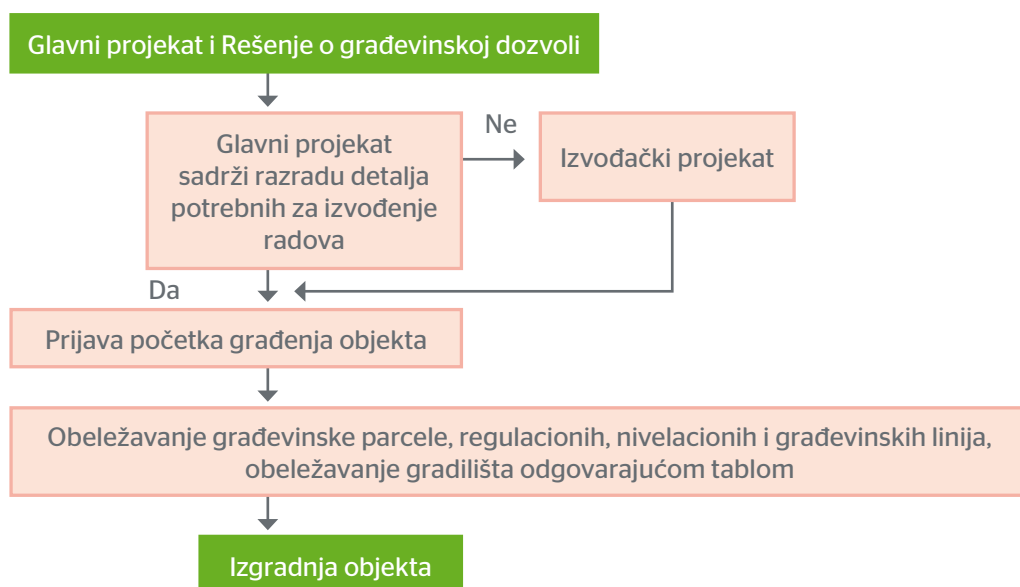 Glavni projekat i Rešenje o građevinskoj dozvoli
Glavni projekat
sadrži razradu detalja
potrebnih za izvođenje
radova
Ne
Izvođački projekat
Da
Prijava početka građenja objekta
Obeležavanje građevinske parcele, regulacionih, nivelacionih i građevinskih linija,
obeležavanje gradilišta odgovarajućom tablom
Izgradnja objekta